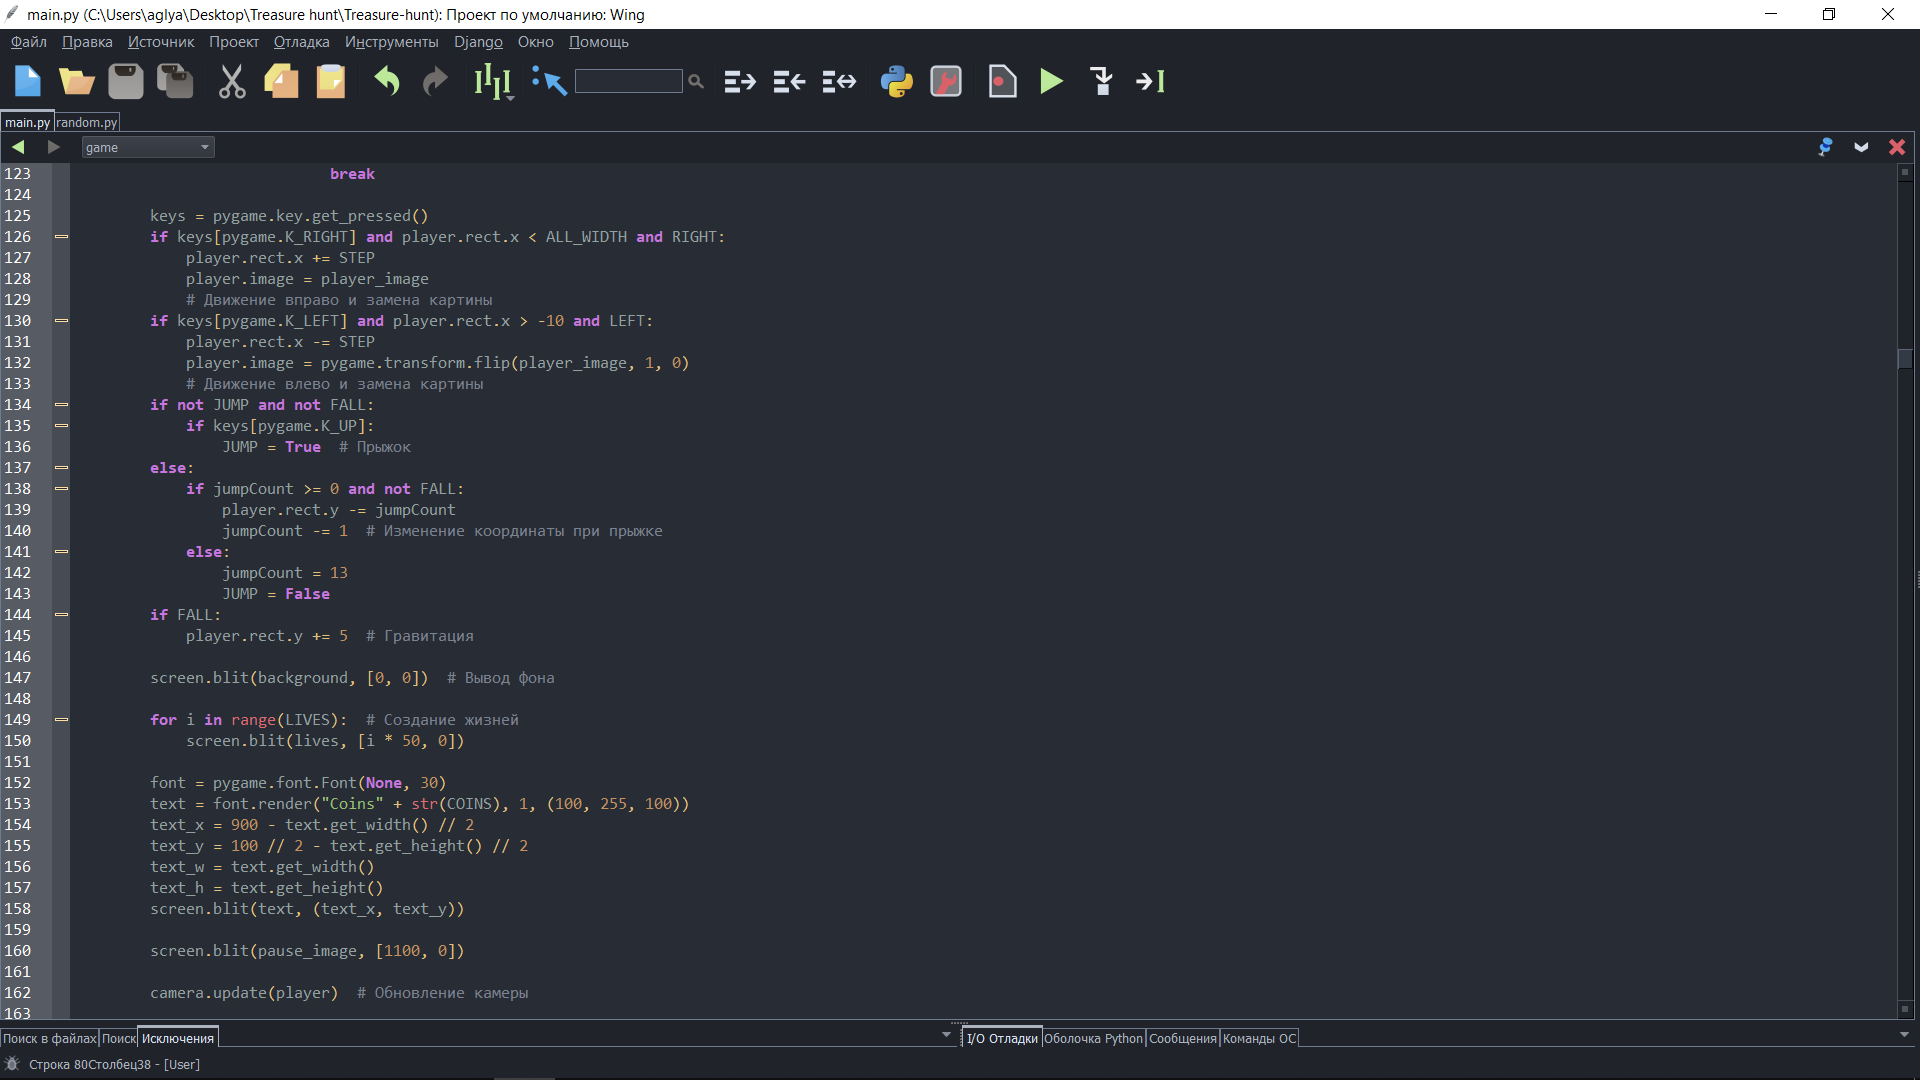 main.py (C:\Users\aglya\Desktop\Treasure hunt\Treasure-hunt): Проект по умолчанию: Wing
Файл Правка Источник Проект Отладка Инструменты Django Окно Помощь
main.py random.py
game
123 break
124
125 keys = pygame.key.get_pressed()
126 if keys[pygame.K_RIGHT] and player.rect.x < ALL_WIDTH and RIGHT:
127 player.rect.x += STEP
128 player.image = player_image
129 # Движение вправо и замена картины
130 if keys[pygame.K_LEFT] and player.rect.x > -10 and LEFT:
131 player.rect.x -= STEP
132 player.image = pygame.transform.flip(player_image, 1, 0)
133 # Движение влево и замена картины
134 if not JUMP and not FALL:
135 if keys[pygame.K_UP]:
136 JUMP = True  # Прыжок
137 else:
138 if jumpCount >= 0 and not FALL:
139 player.rect.y -= jumpCount
140 jumpCount -= 1  # Изменение координаты при прыжке
141 else:
142 jumpCount = 13
143 JUMP = False
144 if FALL:
145 player.rect.y += 5  # Гравитация
146
147 screen.blit(background, [0, 0])  # Вывод фона
148
149 for i in range(LIVES):  # Создание жизней
150 screen.blit(lives, [i * 50, 0])
151
152 font = pygame.font.Font(None, 30)
153 text = font.render("Coins" + str(COINS), 1, (100, 255, 100))
154 text_x = 900 - text.get_width() // 2
155 text_y = 100 // 2 - text.get_height() // 2
156 text_w = text.get_width()
157 text_h = text.get_height()
158 screen.blit(text, (text_x, text_y))
159
160 screen.blit(pause_image, [1100, 0])
161
162 camera.update(player)  # Обновление камеры
163
Поиск в файлах Поиск Исключения I/O Отладки Оболочка Python Сообщения Команды ОС
Строка 80Столбец38 - [User]